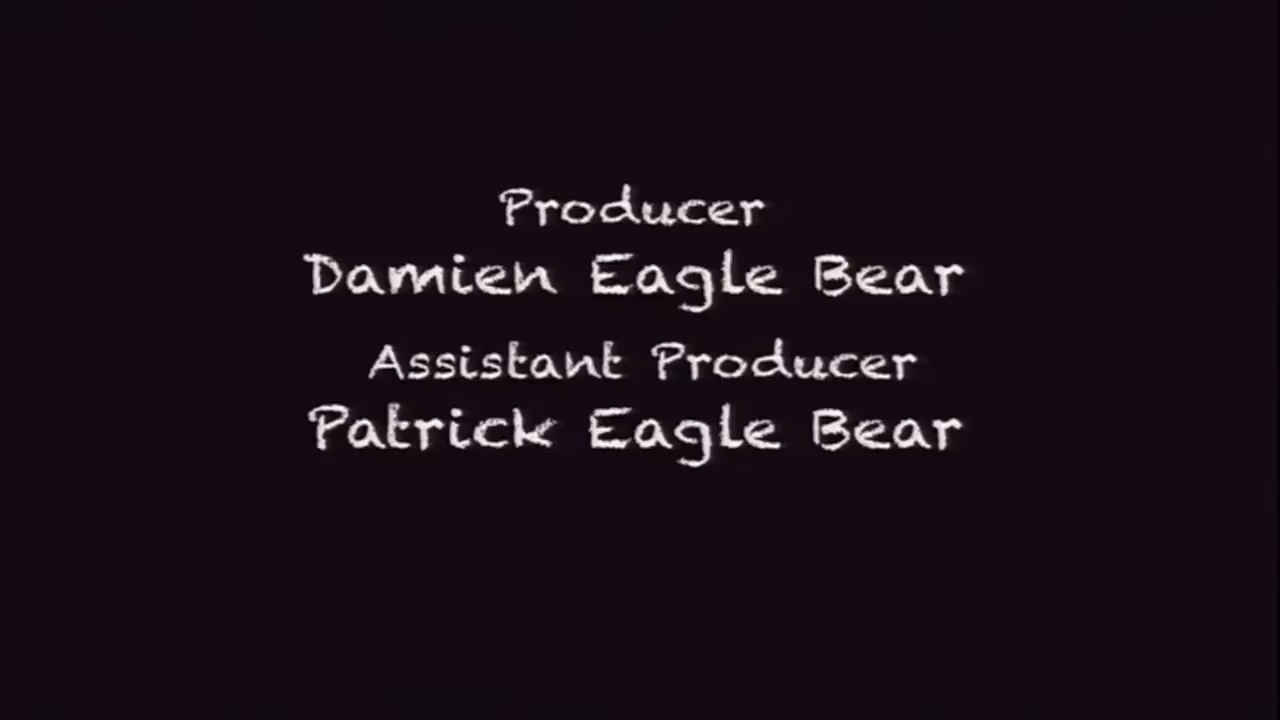 Producer
Damien Eagle Bear
Assistant Producer
Patrick Eagle Bear